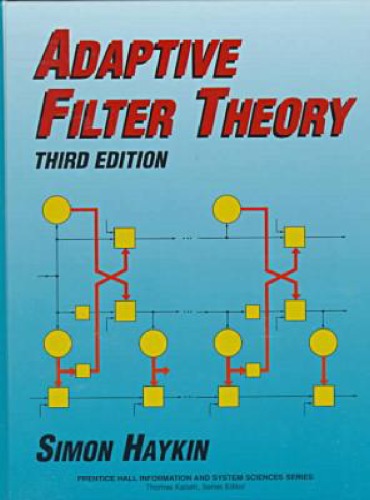 ADAPTIVE
FILTER THEORY
THIRD EDITION
SIMON HAYKIN
PRENTICE HALL INFORMATION AND SYSTEM SCIENCES SERIES
Thomas Kailath, Series Editor